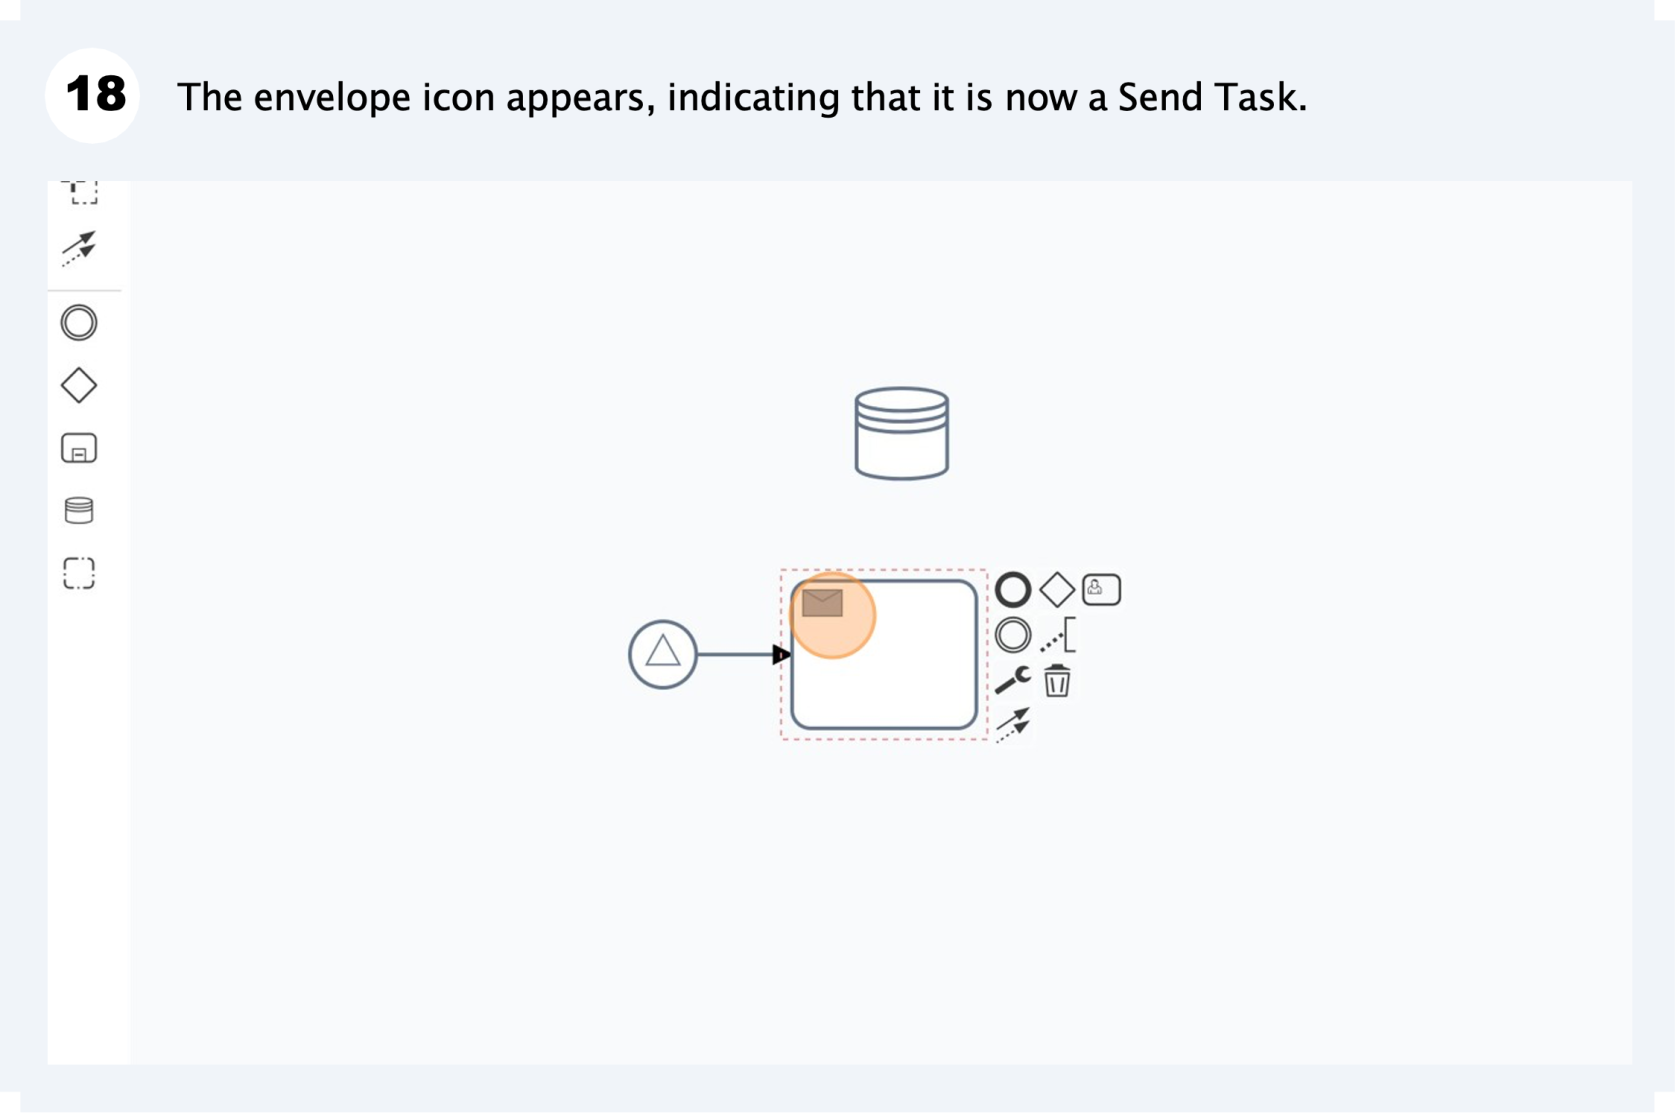 18
The envelope icon appears, indicating that it is now a Send Task.